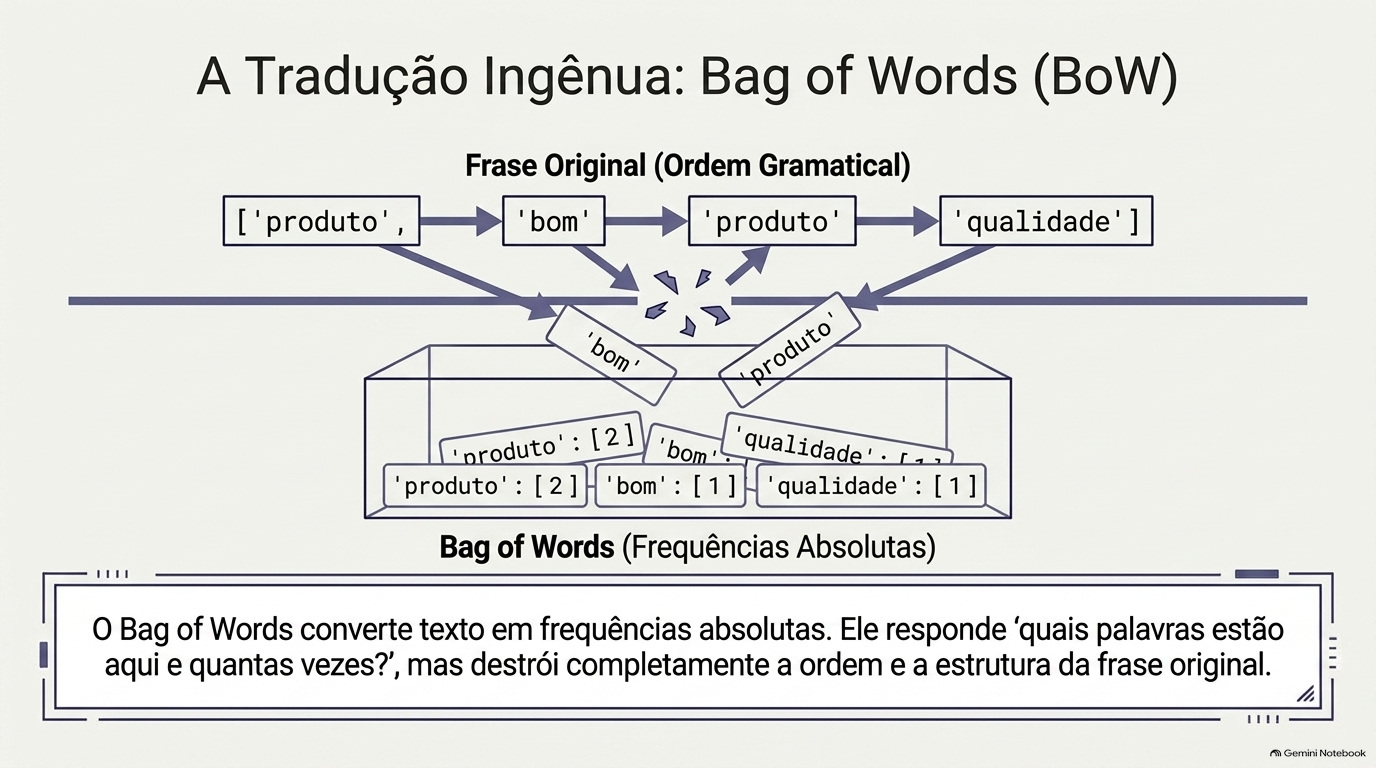 A Tradução Ingênua: Bag of Words (BoW)
Frase Original (Ordem Gramatical)
['produto', 'bom' 'produto' 'qualidade']
'bom' 'produto'
'produto': [2] 'bom': 'qualidade': [1]
'produto': [2] 'bom': [1] 'qualidade': [1]
Bag of Words (Frequências Absolutas)
O Bag of Words converte texto em frequências absolutas. Ele responde ‘quais palavras estão
aqui e quantas vezes?’, mas destrói completamente a ordem e a estrutura da frase original.
Gemini Notebook